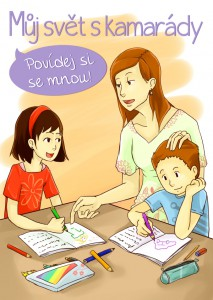 Můj svět s kamarády
Povídej si
se mnou!